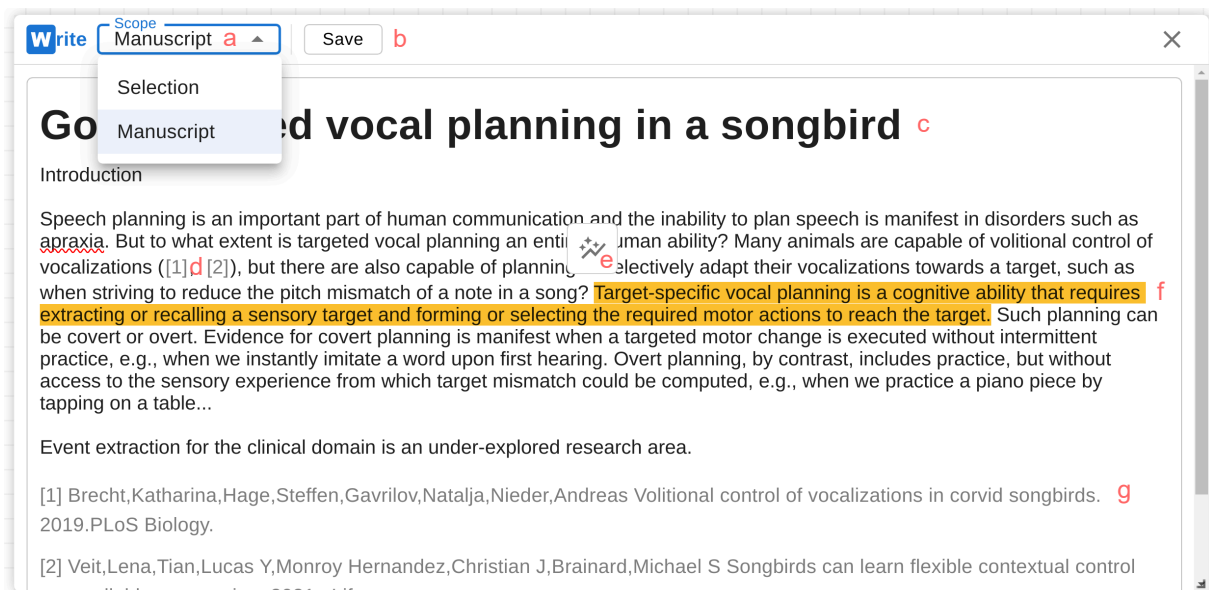 Write Scope Manuscript a Save b
Selection
Manuscript
Go ed vocal planning in a songbird c
Introduction
Speech planning is an important part of human communication and the inability to plan speech is manifest in disorders such as
apraxia. But to what extent is targeted vocal planning an enti uman ability? Many animals are capable of volitional control of
vocalizations ([1]d[2]), but there are also capable of planning e electively adapt their vocalizations towards a target, such as
when striving to reduce the pitch mismatch of a note in a song? Target-specific vocal planning is a cognitive ability that requires f
extracting or recalling a sensory target and forming or selecting the required motor actions to reach the target. Such planning can
be covert or overt. Evidence for covert planning is manifest when a targeted motor change is executed without intermittent
practice, e.g., when we instantly imitate a word upon first hearing. Overt planning, by contrast, includes practice, but without
access to the sensory experience from which target mismatch could be computed, e.g., when we practice a piano piece by
tapping on a table...
Event extraction for the clinical domain is an under-explored research area.
[1] Brecht,Katharina,Hage,Steffen,Gavrilov,Natalja,Nieder,Andreas Volitional control of vocalizations in corvid songbirds. g
2019.PLoS Biology.
[2] Veit,Lena,Tian,Lucas Y,Monroy Hernandez,Christian J,Brainard,Michael S Songbirds can learn flexible contextual control